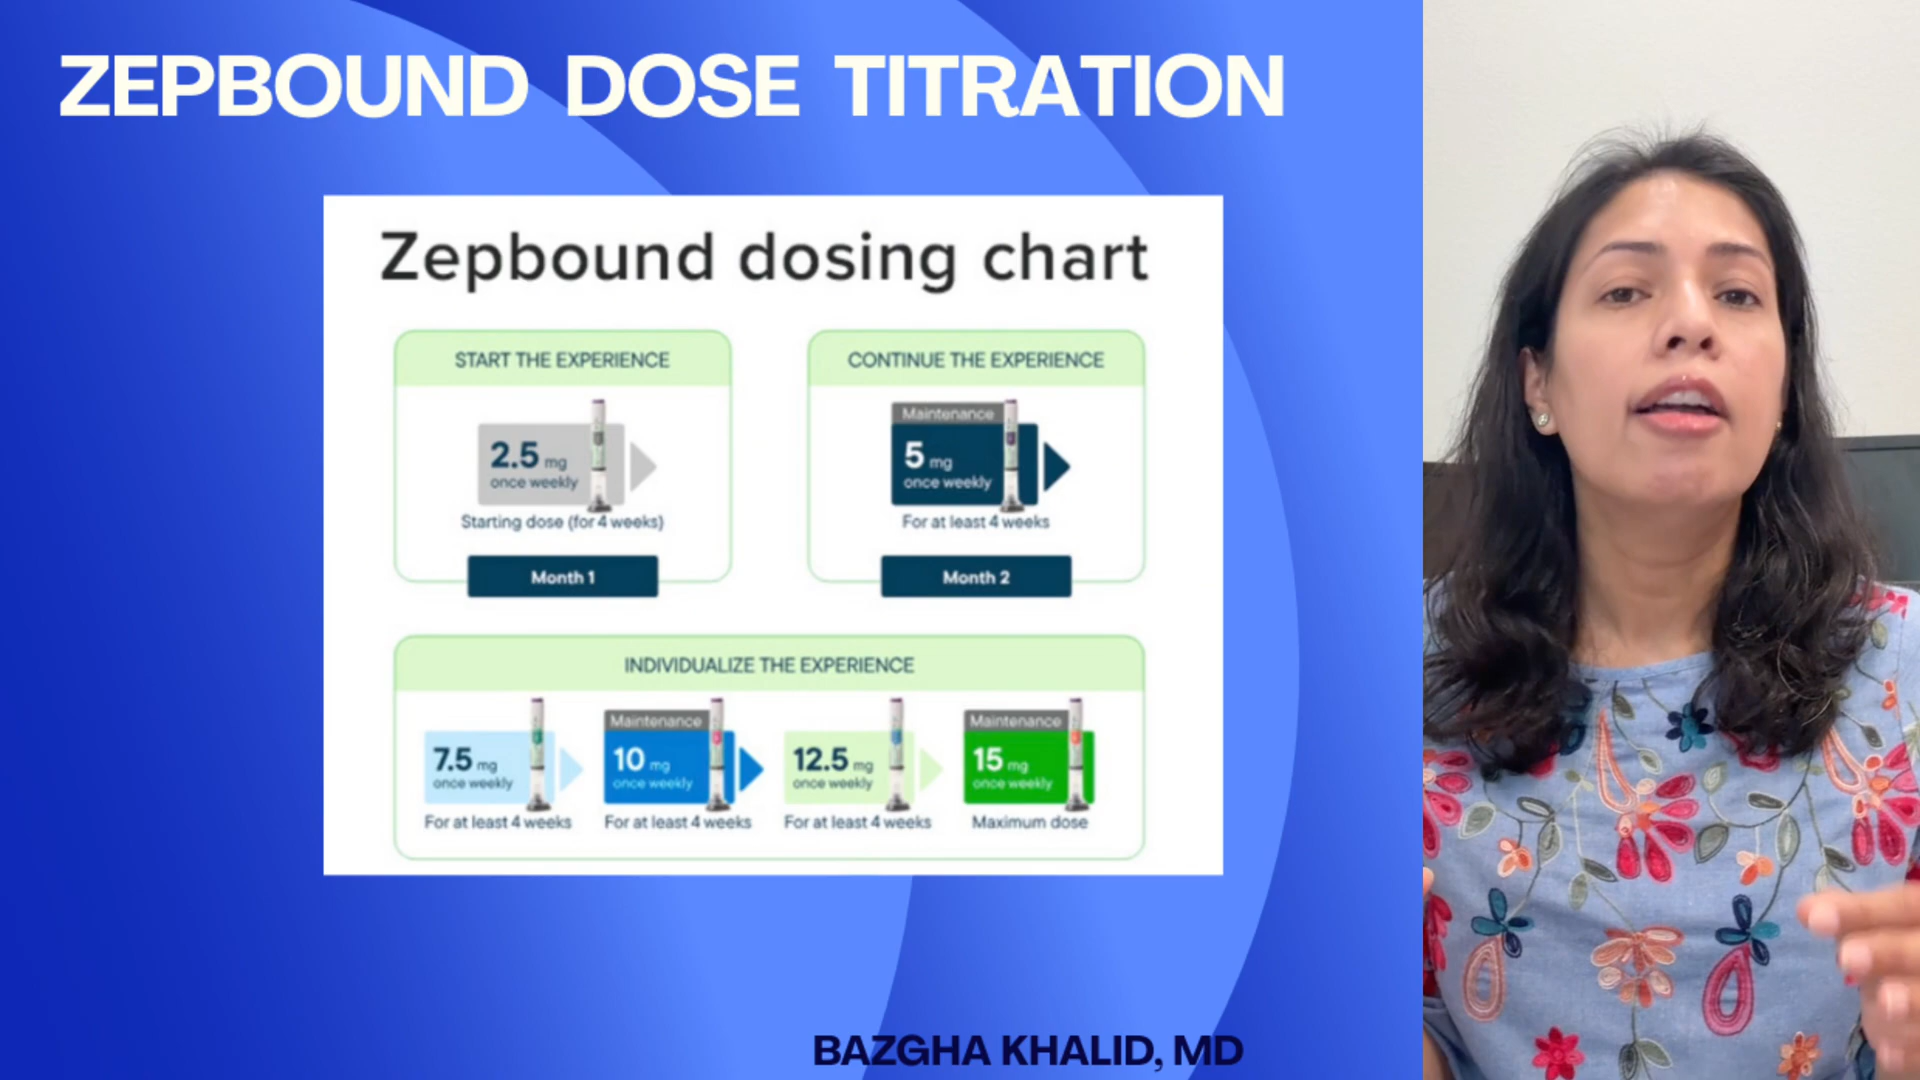 ZEPBOUND DOSE TITRATION
Zepbound dosing chart
START THE EXPERIENCE
2.5 mg
once weekly
Starting dose (for 4 weeks)
Month 1
CONTINUE THE EXPERIENCE
Maintenance
5 mg
once weekly
For at least 4 weeks
Month 2
INDIVIDUALIZE THE EXPERIENCE
7.5 mg
once weekly
For at least 4 weeks
Maintenance
10 mg
once weekly
For at least 4 weeks
12.5 mg
once weekly
For at least 4 weeks
Maintenance
15 mg
once weekly
Maximum dose
BAZGHA KHALID, MD